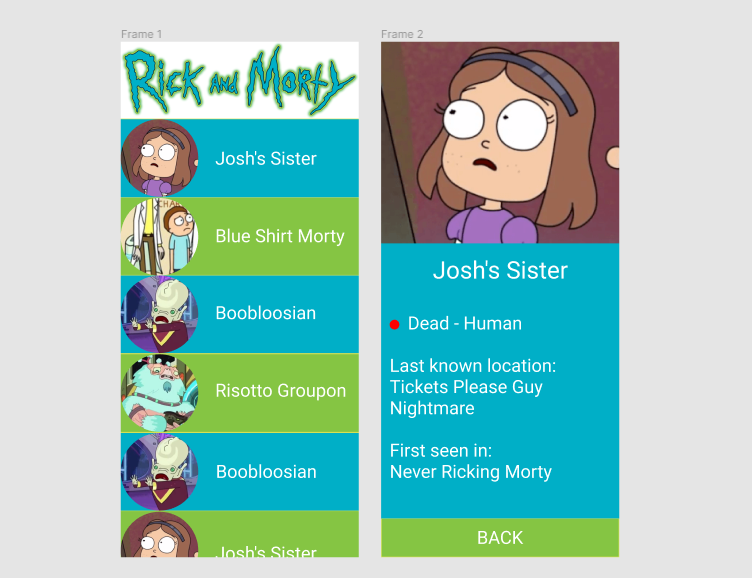 Frame 1
Rick and Morty
Josh's Sister
CHAR
Blue Shirt Morty
Boobloosian
Risotto Groupon
Boobloosian
Josh's Sister
Frame 2
Josh's Sister
Dead - Human
Last known location:
Tickets Please Guy
Nightmare
First seen in:
Never Ricking Morty
BACK